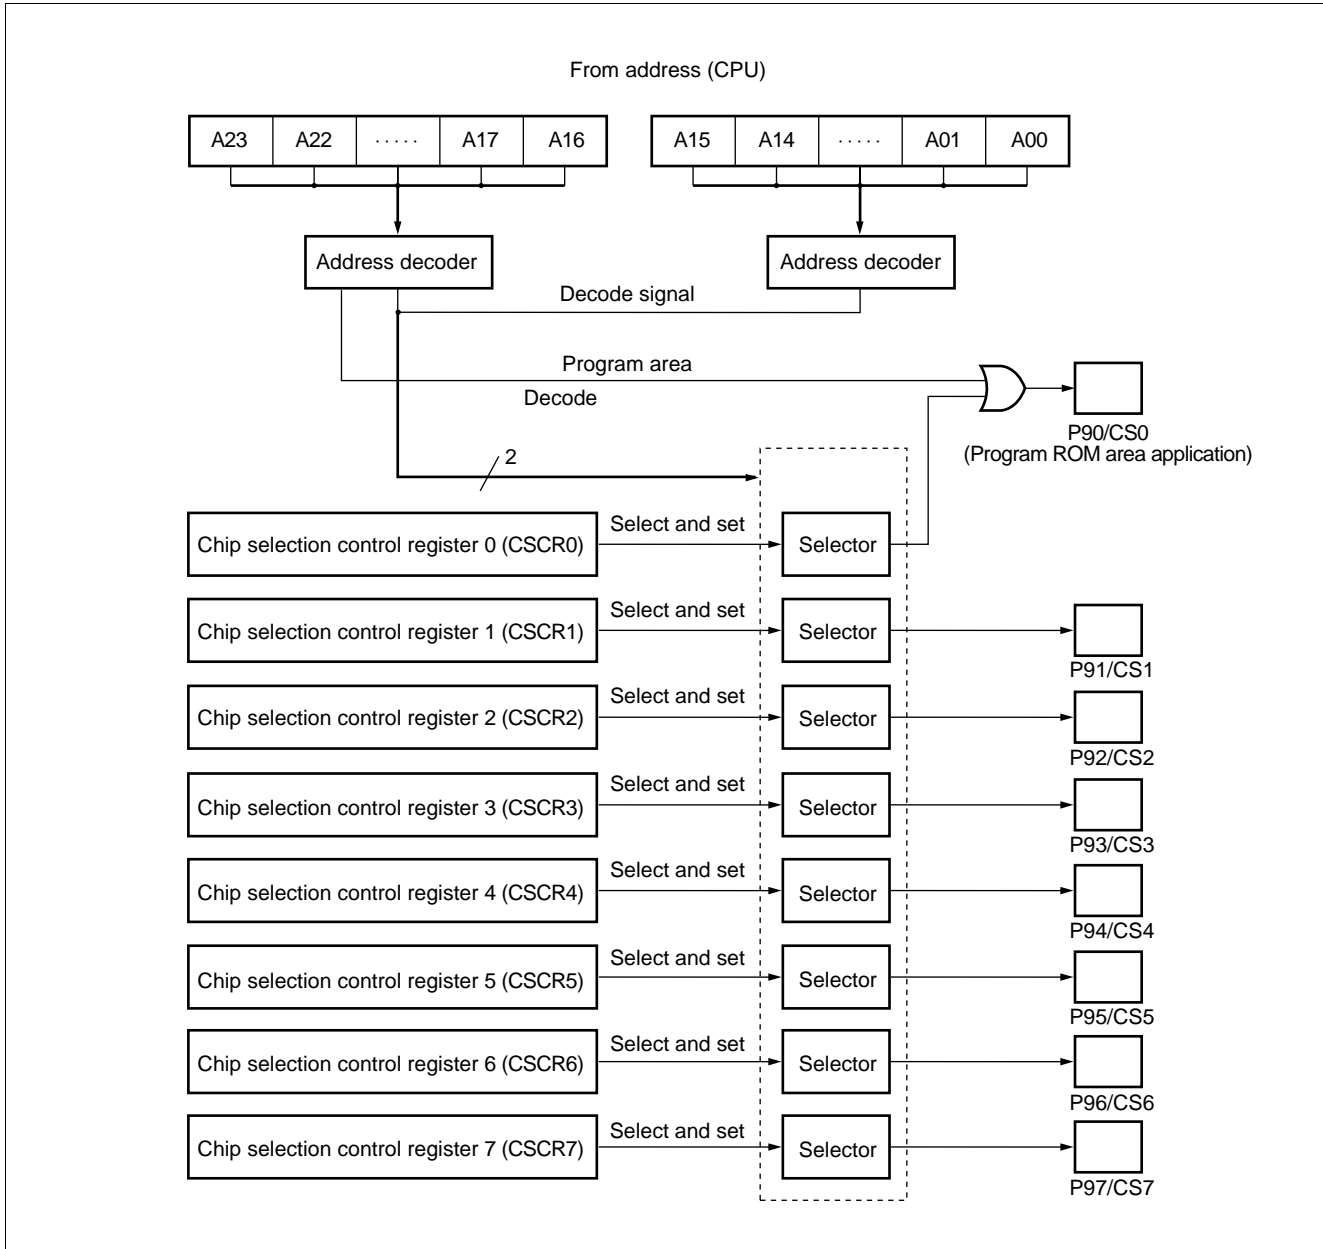 From address (CPU)
A23 A22 ····· A17 A16 A15 A14 ····· A01 A00
Address decoder Address decoder
Decode signal
Program area
Decode
P90/CS0
(Program ROM area application)
2
Chip selection control register 0 (CSCR0) Select and set Selector
Chip selection control register 1 (CSCR1) Select and set Selector
P91/CS1
Chip selection control register 2 (CSCR2) Select and set Selector
P92/CS2
Chip selection control register 3 (CSCR3) Select and set Selector
P93/CS3
Chip selection control register 4 (CSCR4) Select and set Selector
P94/CS4
Chip selection control register 5 (CSCR5) Select and set Selector
P95/CS5
Chip selection control register 6 (CSCR6) Select and set Selector
P96/CS6
Chip selection control register 7 (CSCR7) Select and set Selector
P97/CS7